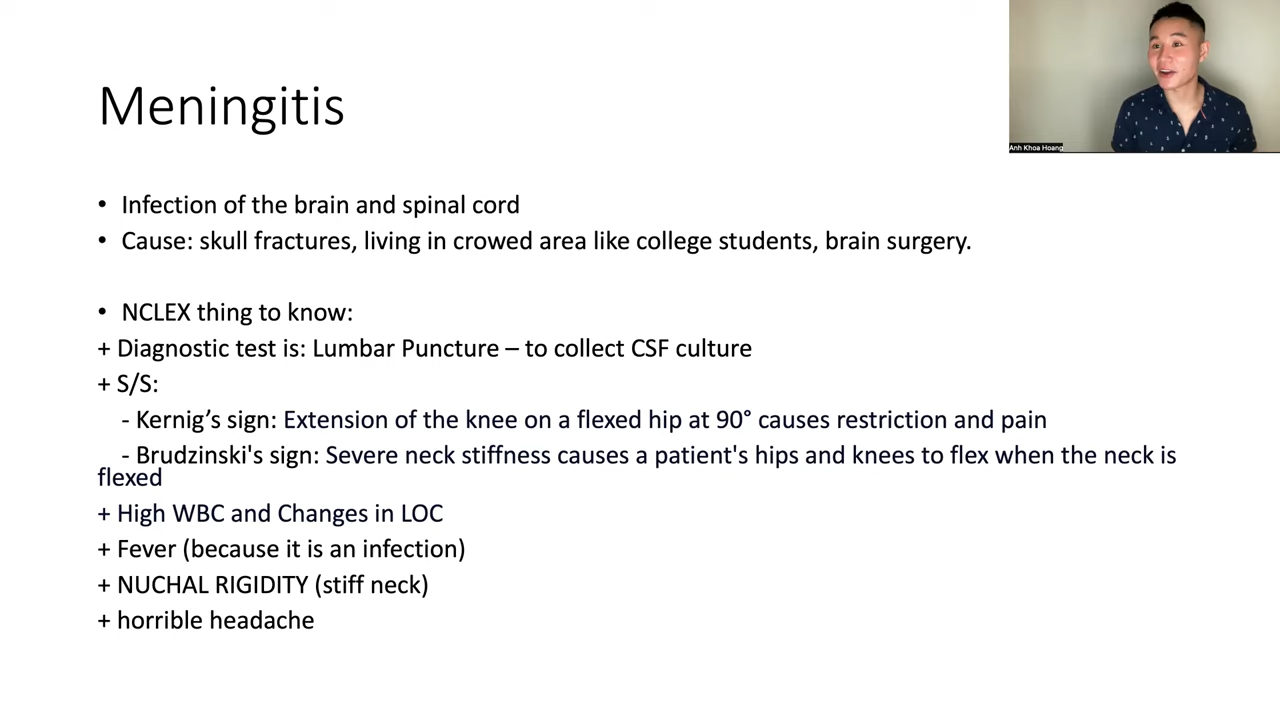 Meningitis
Anh Khoa Hoang
• Infection of the brain and spinal cord
• Cause: skull fractures, living in crowed area like college students, brain surgery.
• NCLEX thing to know:
+ Diagnostic test is: Lumbar Puncture – to collect CSF culture
+ S/S:
- Kernig’s sign: Extension of the knee on a flexed hip at 90° causes restriction and pain
- Brudzinski's sign: Severe neck stiffness causes a patient's hips and knees to flex when the neck is
flexed
+ High WBC and Changes in LOC
+ Fever (because it is an infection)
+ NUCHAL RIGIDITY (stiff neck)
+ horrible headache